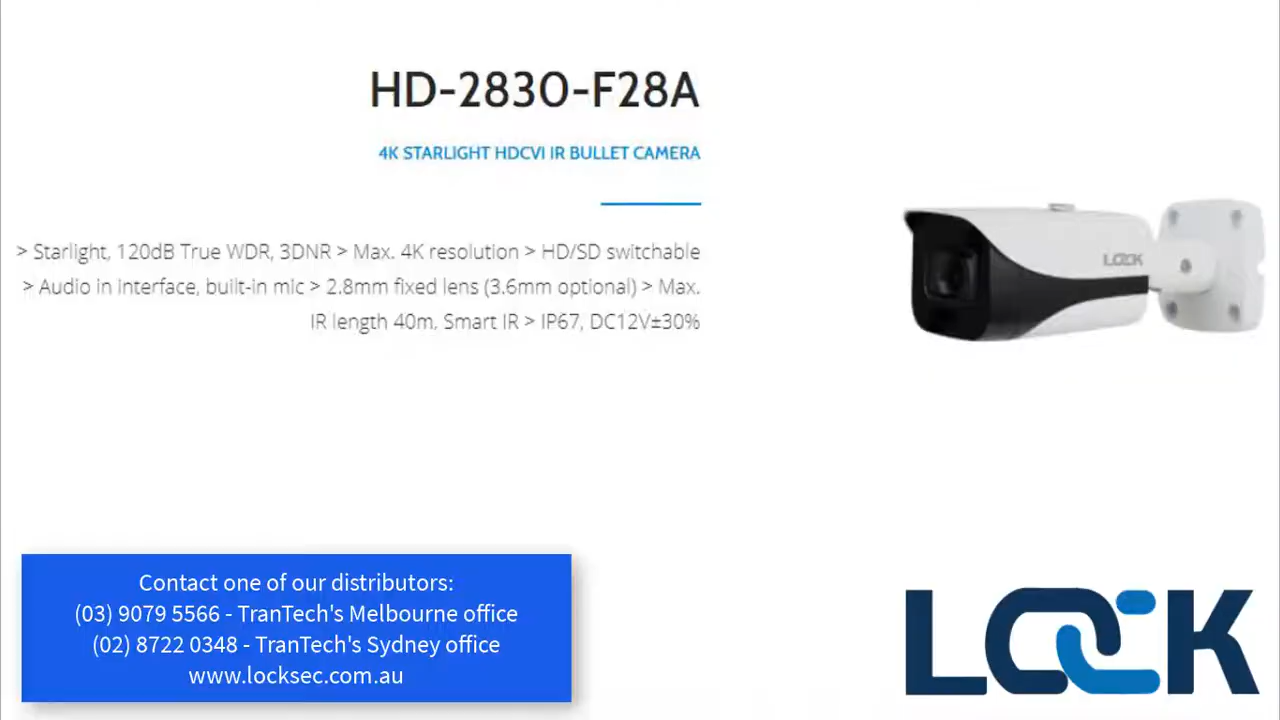 HD-2830-F28A
4K STARLIGHT HDCVI IR BULLET CAMERA
> Starlight, 120dB True WDR, 3DNR > Max. 4K resolution > HD/SD switchable
> Audio in interface, built-in mic > 2.8mm fixed lens (3.6mm optional) > Max.
IR length 40m, Smart IR > IP67, DC12V±30%
LOCK
Contact one of our distributors:
(03) 9079 5566 - TranTech's Melbourne office
(02) 8722 0348 - TranTech's Sydney office
www.locksec.com.au
LOCK